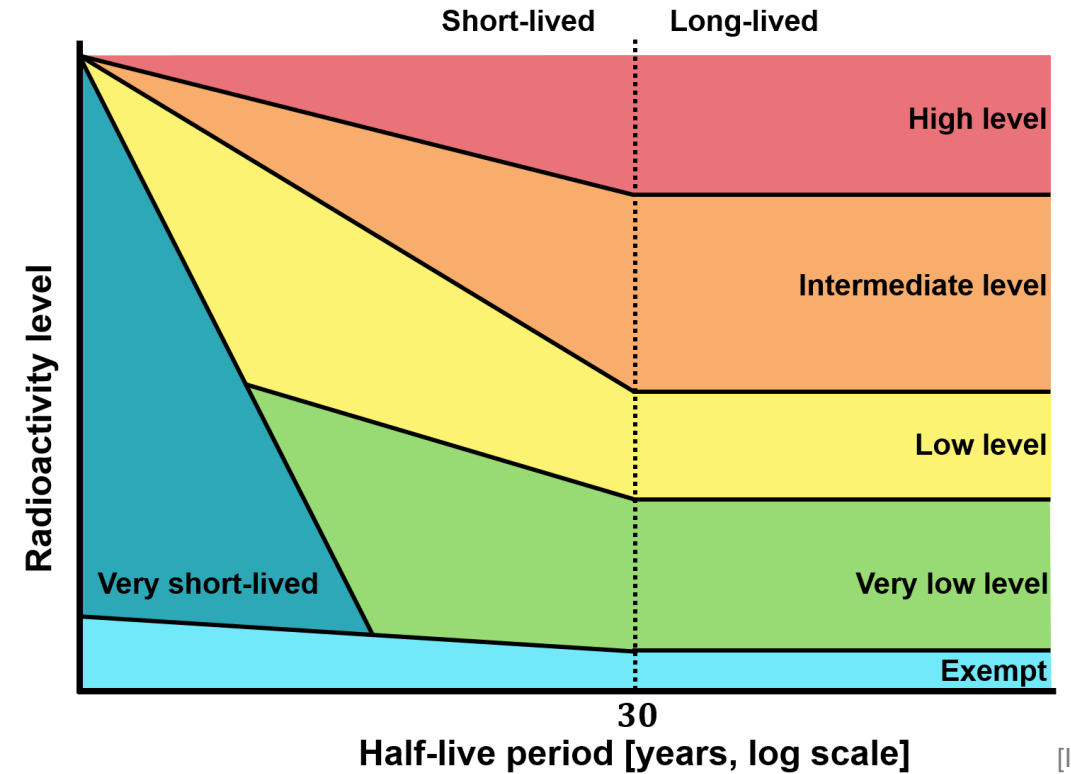 Short-lived
Long-lived
High level
Intermediate level
Low level
Very short-lived
Very low level
Exempt
Radioactivity level
30
Half-live period [years, log scale]
[I